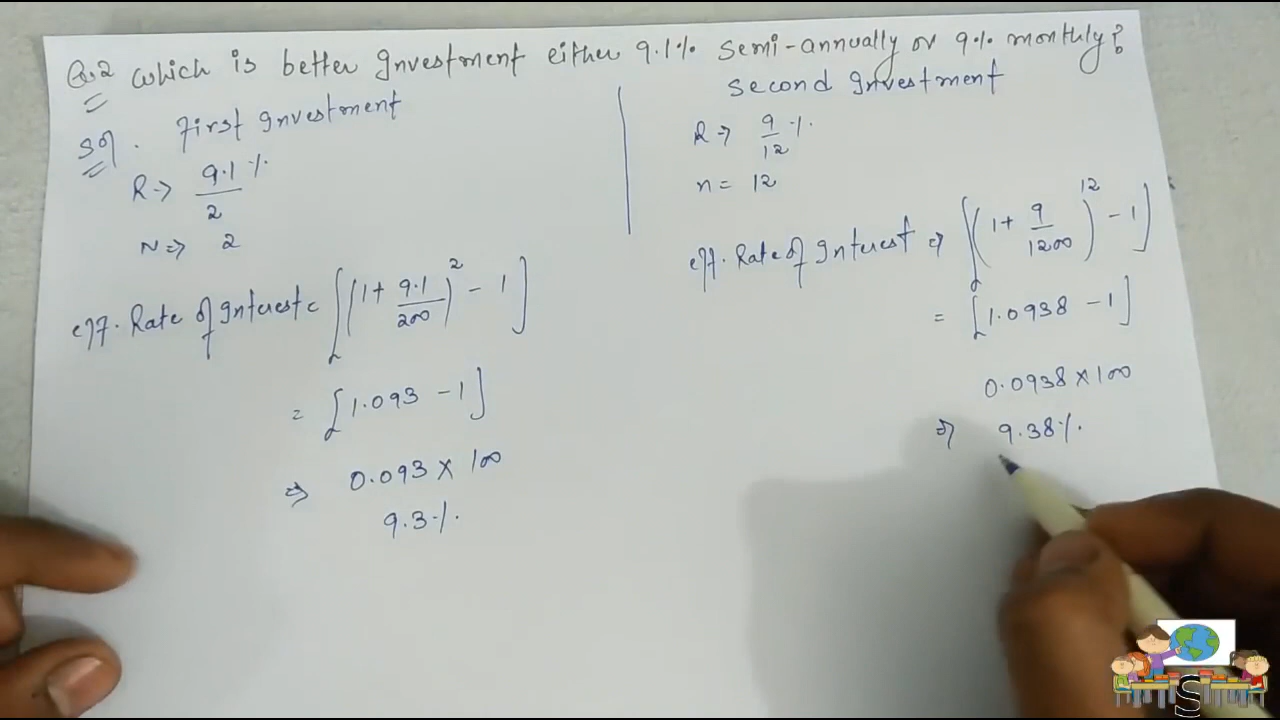 Q.2 which is better Investment either 9.1% semi-annually or 9% monthly?
Sol. First Investment
R → 9.1% / 2
N ⇒ 2
eff. Rate of Interest = [(1 + 9.1/200)^2 - 1]
= [1.093 - 1]
⇒ 0.093 × 100
9.3%.
Second Investment
R → 9/12 %.
n = 12
eff. Rate of Interest ⇒ [(1 + 9/1200)^12 - 1]
= [1.0938 - 1]
0.0938 × 100
⇒ 9.38%.
S